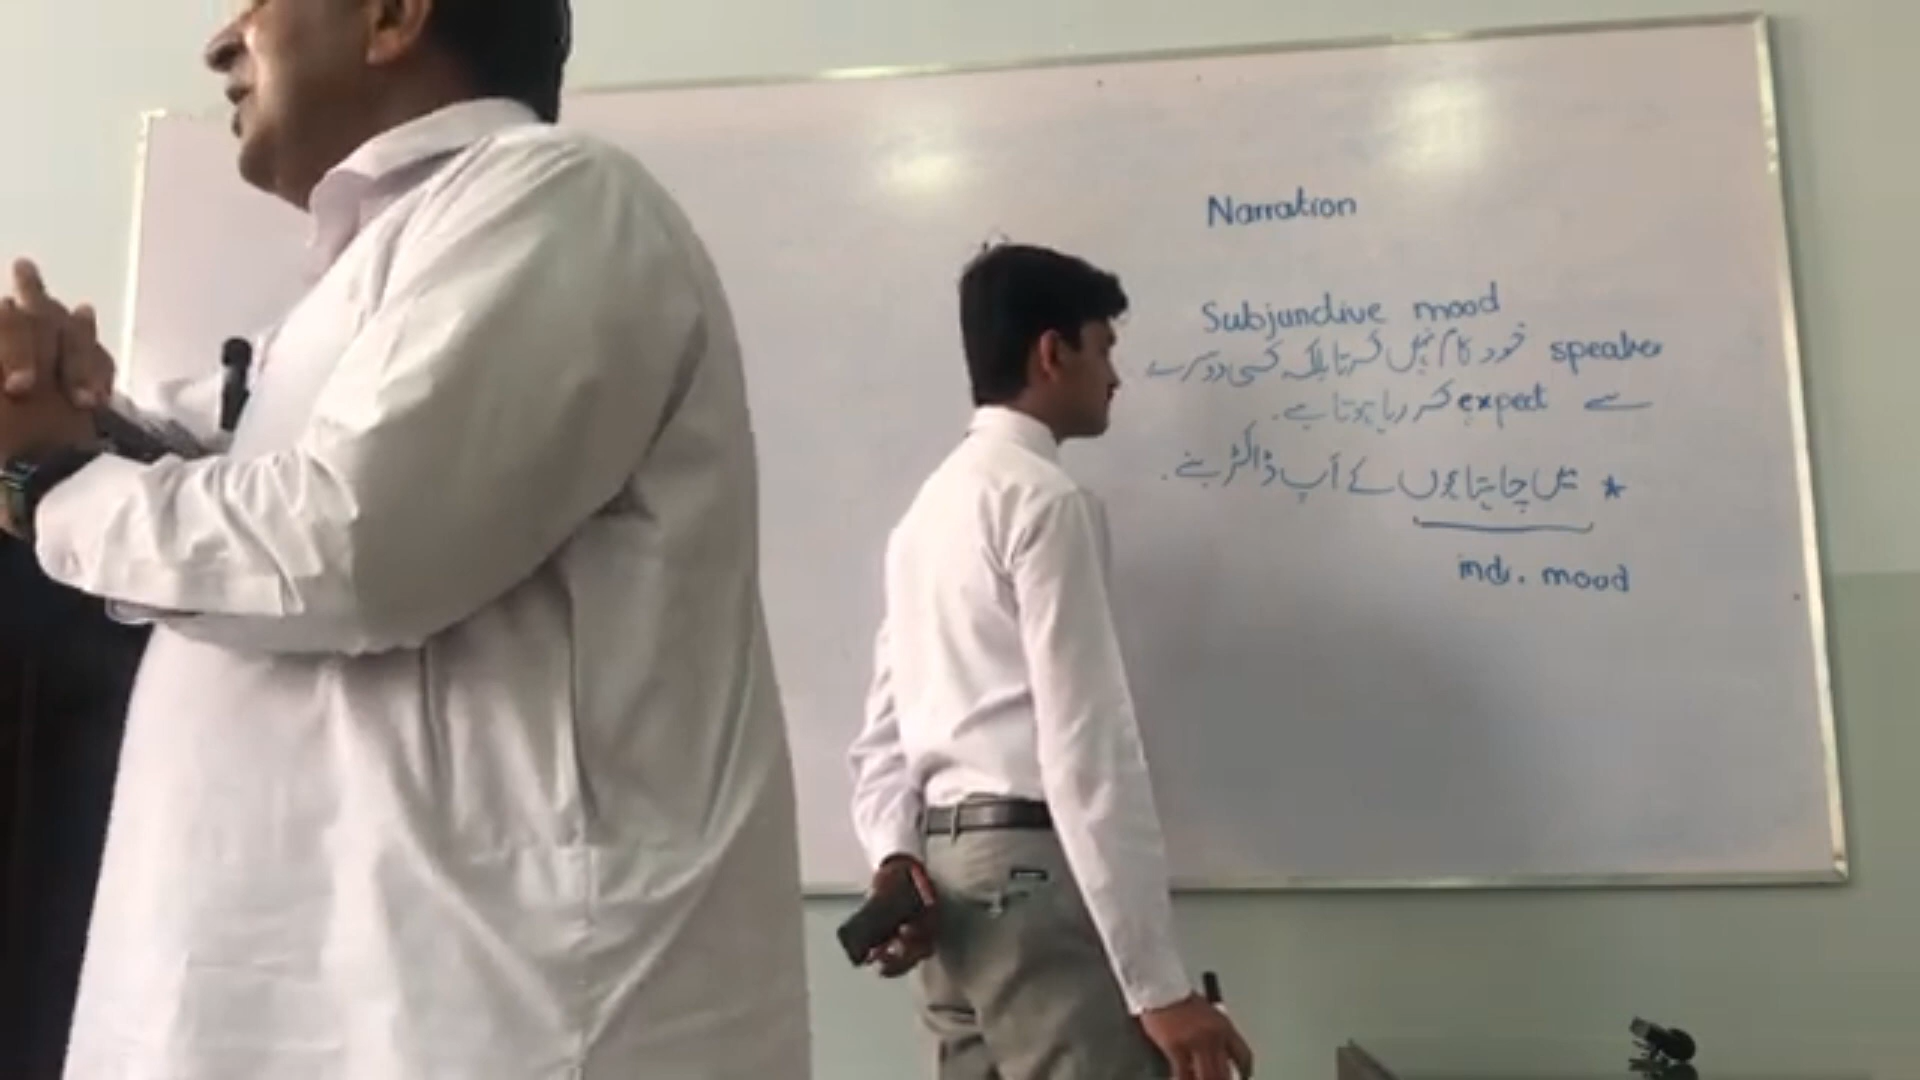 Narration
Subjunctive mood
speaker خود کام نہیں کرتا بلکہ کسی دوسرے
سے expect کر رہا ہوتا ہے.
* میں چاہتا ہوں کے آپ ڈاکٹر بنے.
ind. mood